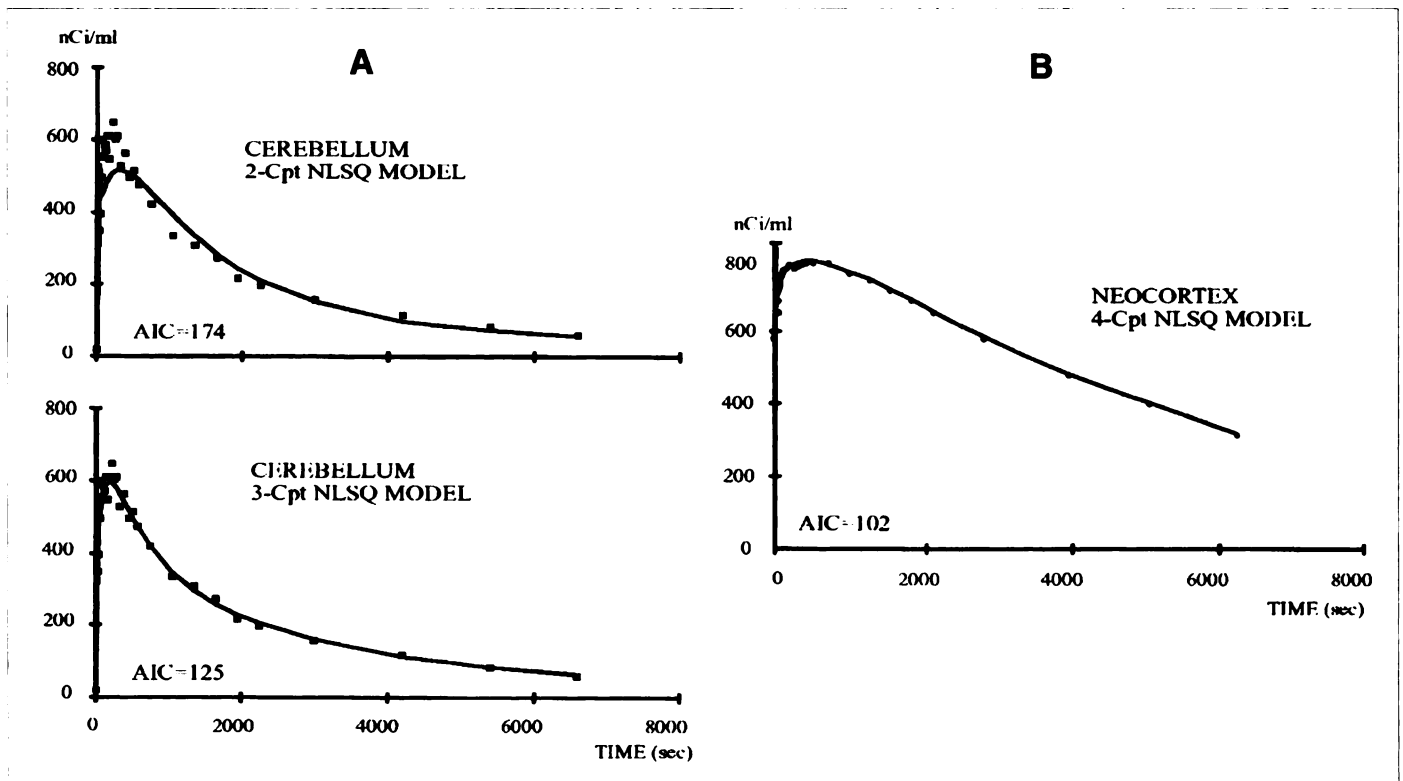 A
nCi/ml
800
600
400
200
0
CEREBELLUM
2-Cpt NLSQ MODEL
AIC=174
800
600
400
200
0
CEREBELLUM
3-Cpt NLSQ MODEL
AIC=125
0 2000 4000 6000 8000
TIME (sec)
B
nCi/ml
800
600
400
200
0
NEOCORTEX
4-Cpt NLSQ MODEL
AIC=102
0 2000 4000 6000 8000
TIME (sec)